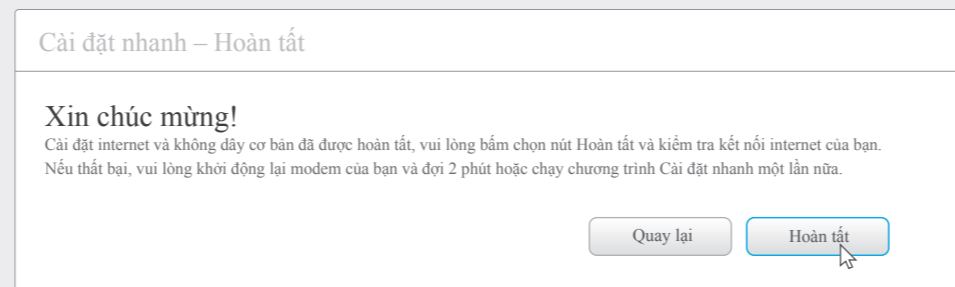 Cài đặt nhanh – Hoàn tất
Xin chúc mừng!
Cài đặt internet và không dây cơ bản đã được hoàn tất, vui lòng bấm chọn nút Hoàn tất và kiểm tra kết nối internet của bạn.
Nếu thất bại, vui lòng khởi động lại modem của bạn và đợi 2 phút hoặc chạy chương trình Cài đặt nhanh một lần nữa.
Quay lại Hoàn tất